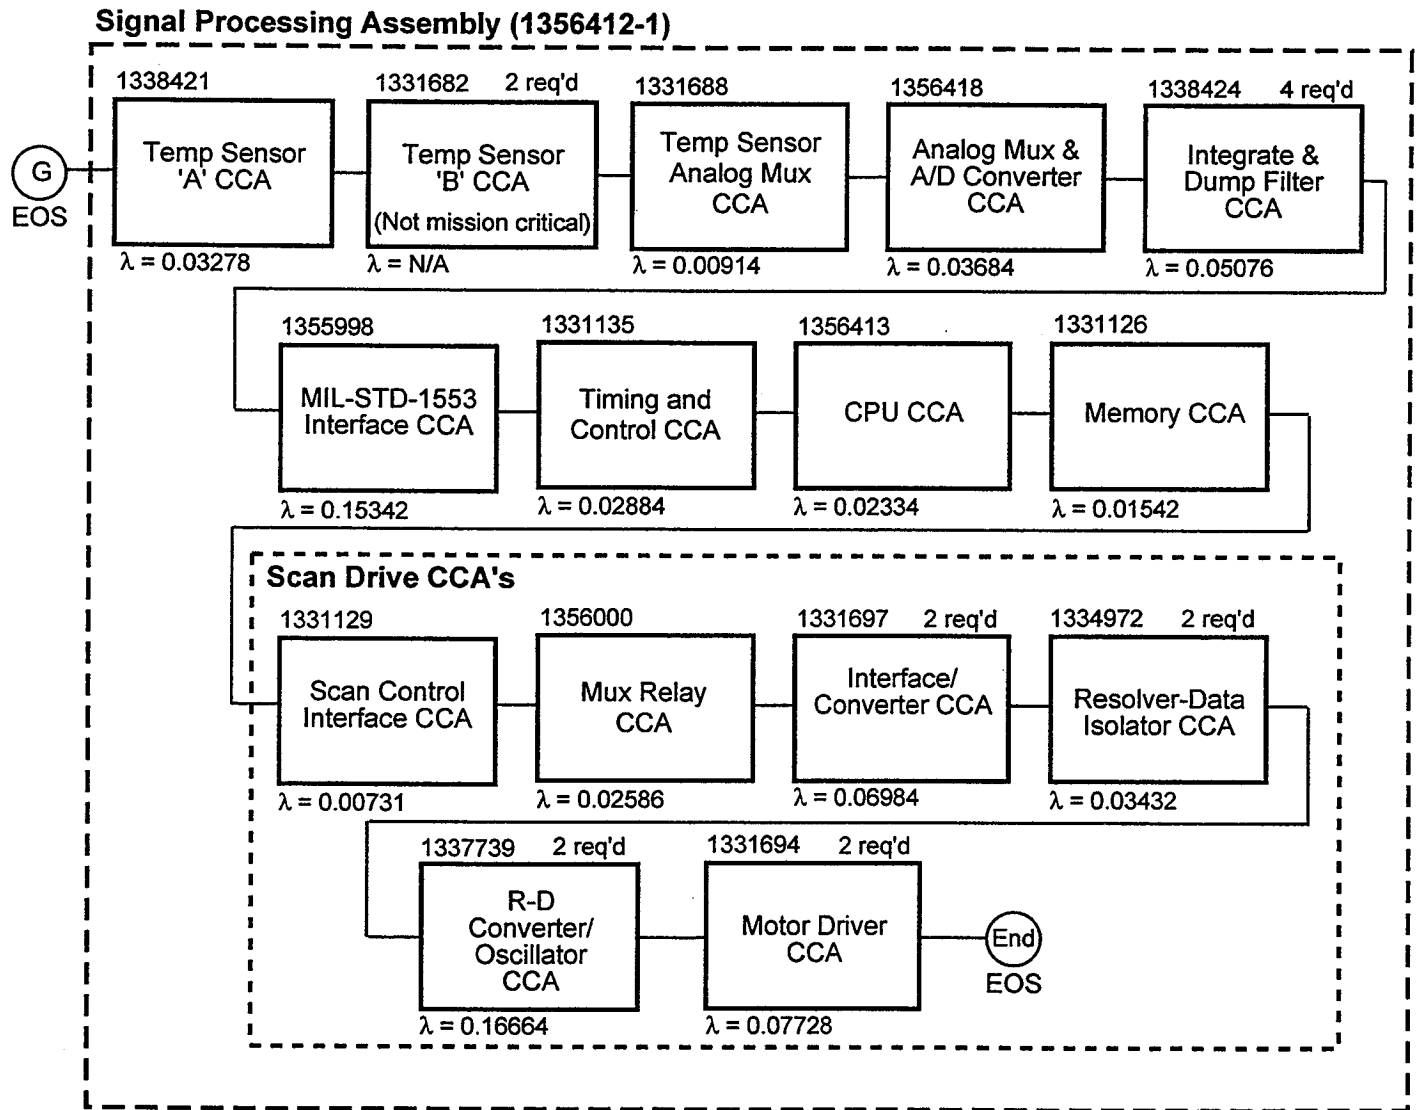 Signal Processing Assembly (1356412-1)
G
EOS
1338421
Temp Sensor
'A' CCA
λ = 0.03278
1331682 2 req'd
Temp Sensor
'B' CCA
(Not mission critical)
λ = N/A
1331688
Temp Sensor
Analog Mux
CCA
λ = 0.00914
1356418
Analog Mux &
A/D Converter
CCA
λ = 0.03684
1338424 4 req'd
Integrate &
Dump Filter
CCA
λ = 0.05076
1355998
MIL-STD-1553
Interface CCA
λ = 0.15342
1331135
Timing and
Control CCA
λ = 0.02884
1356413
CPU CCA
λ = 0.02334
1331126
Memory CCA
λ = 0.01542
Scan Drive CCA's
1331129
Scan Control
Interface CCA
λ = 0.00731
1356000
Mux Relay
CCA
λ = 0.02586
1331697 2 req'd
Interface/
Converter CCA
λ = 0.06984
1334972 2 req'd
Resolver-Data
Isolator CCA
λ = 0.03432
1337739 2 req'd
R-D
Converter/
Oscillator
CCA
λ = 0.16664
1331694 2 req'd
Motor Driver
CCA
λ = 0.07728
End
EOS